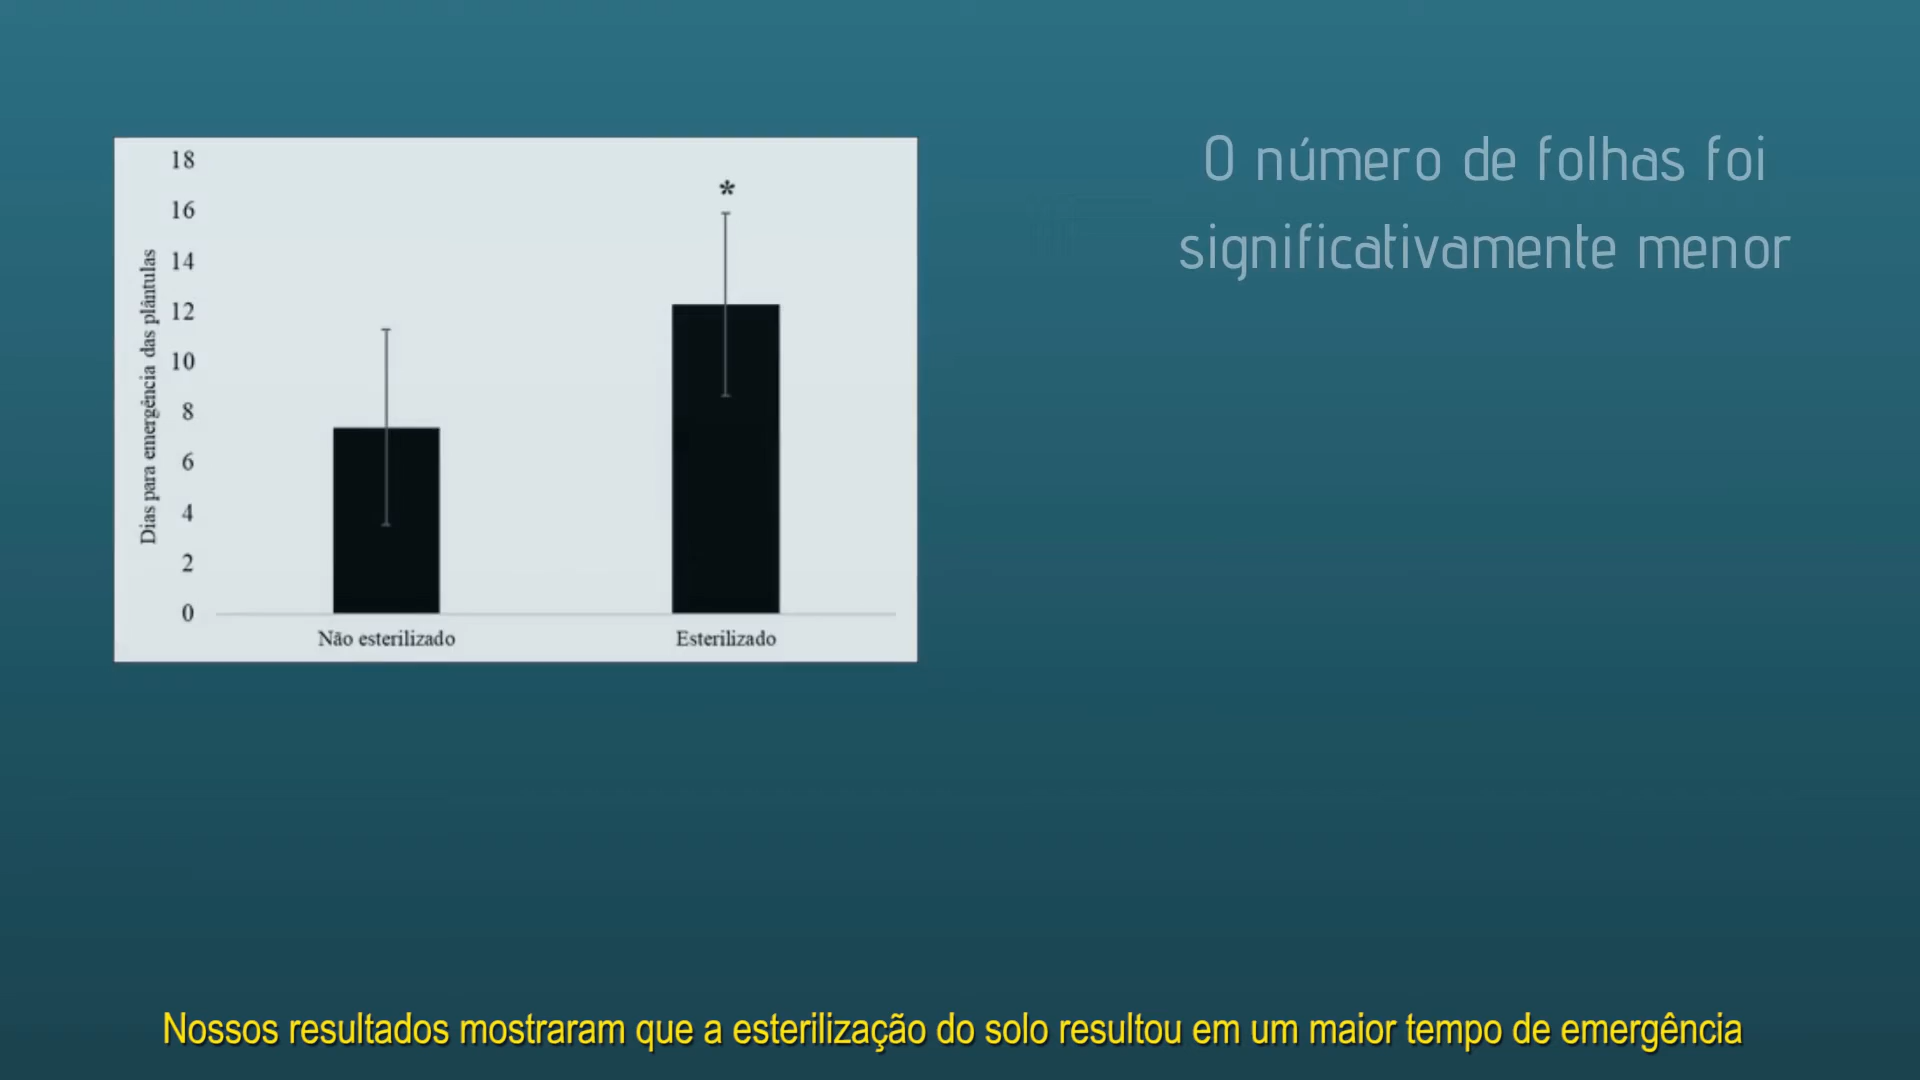 O número de folhas foi
significativamente menor
18
*
16
14
12
10
8
6
4
2
0
Dias para emergência das plântulas
Não esterilizado
Esterilizado
Nossos resultados mostraram que a esterilização do solo resultou em um maior tempo de emergência